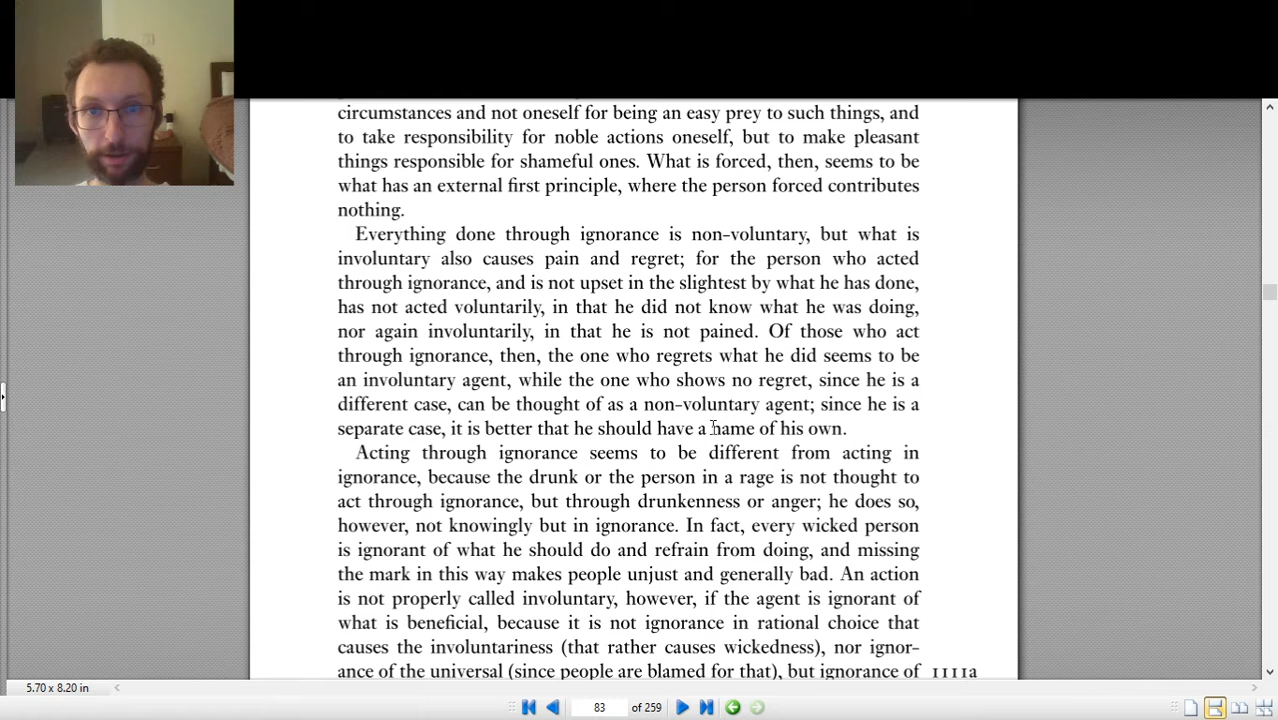 circumstances and not oneself for being an easy prey to such things, and
to take responsibility for noble actions oneself, but to make pleasant
things responsible for shameful ones. What is forced, then, seems to be
what has an external first principle, where the person forced contributes
nothing.
Everything done through ignorance is non-voluntary, but what is
involuntary also causes pain and regret; for the person who acted
through ignorance, and is not upset in the slightest by what he has done,
has not acted voluntarily, in that he did not know what he was doing,
nor again involuntarily, in that he is not pained. Of those who act
through ignorance, then, the one who regrets what he did seems to be
an involuntary agent, while the one who shows no regret, since he is a
different case, can be thought of as a non-voluntary agent; since he is a
separate case, it is better that he should have a name of his own.
Acting through ignorance seems to be different from acting in
ignorance, because the drunk or the person in a rage is not thought to
act through ignorance, but through drunkenness or anger; he does so,
however, not knowingly but in ignorance. In fact, every wicked person
is ignorant of what he should do and refrain from doing, and missing
the mark in this way makes people unjust and generally bad. An action
is not properly called involuntary, however, if the agent is ignorant of
what is beneficial, because it is not ignorance in rational choice that
causes the involuntariness (that rather causes wickedness), nor ignor-
ance of the universal (since people are blamed for that), but ignorance of 1111a
5.70 x 8.20 in
83 of 259